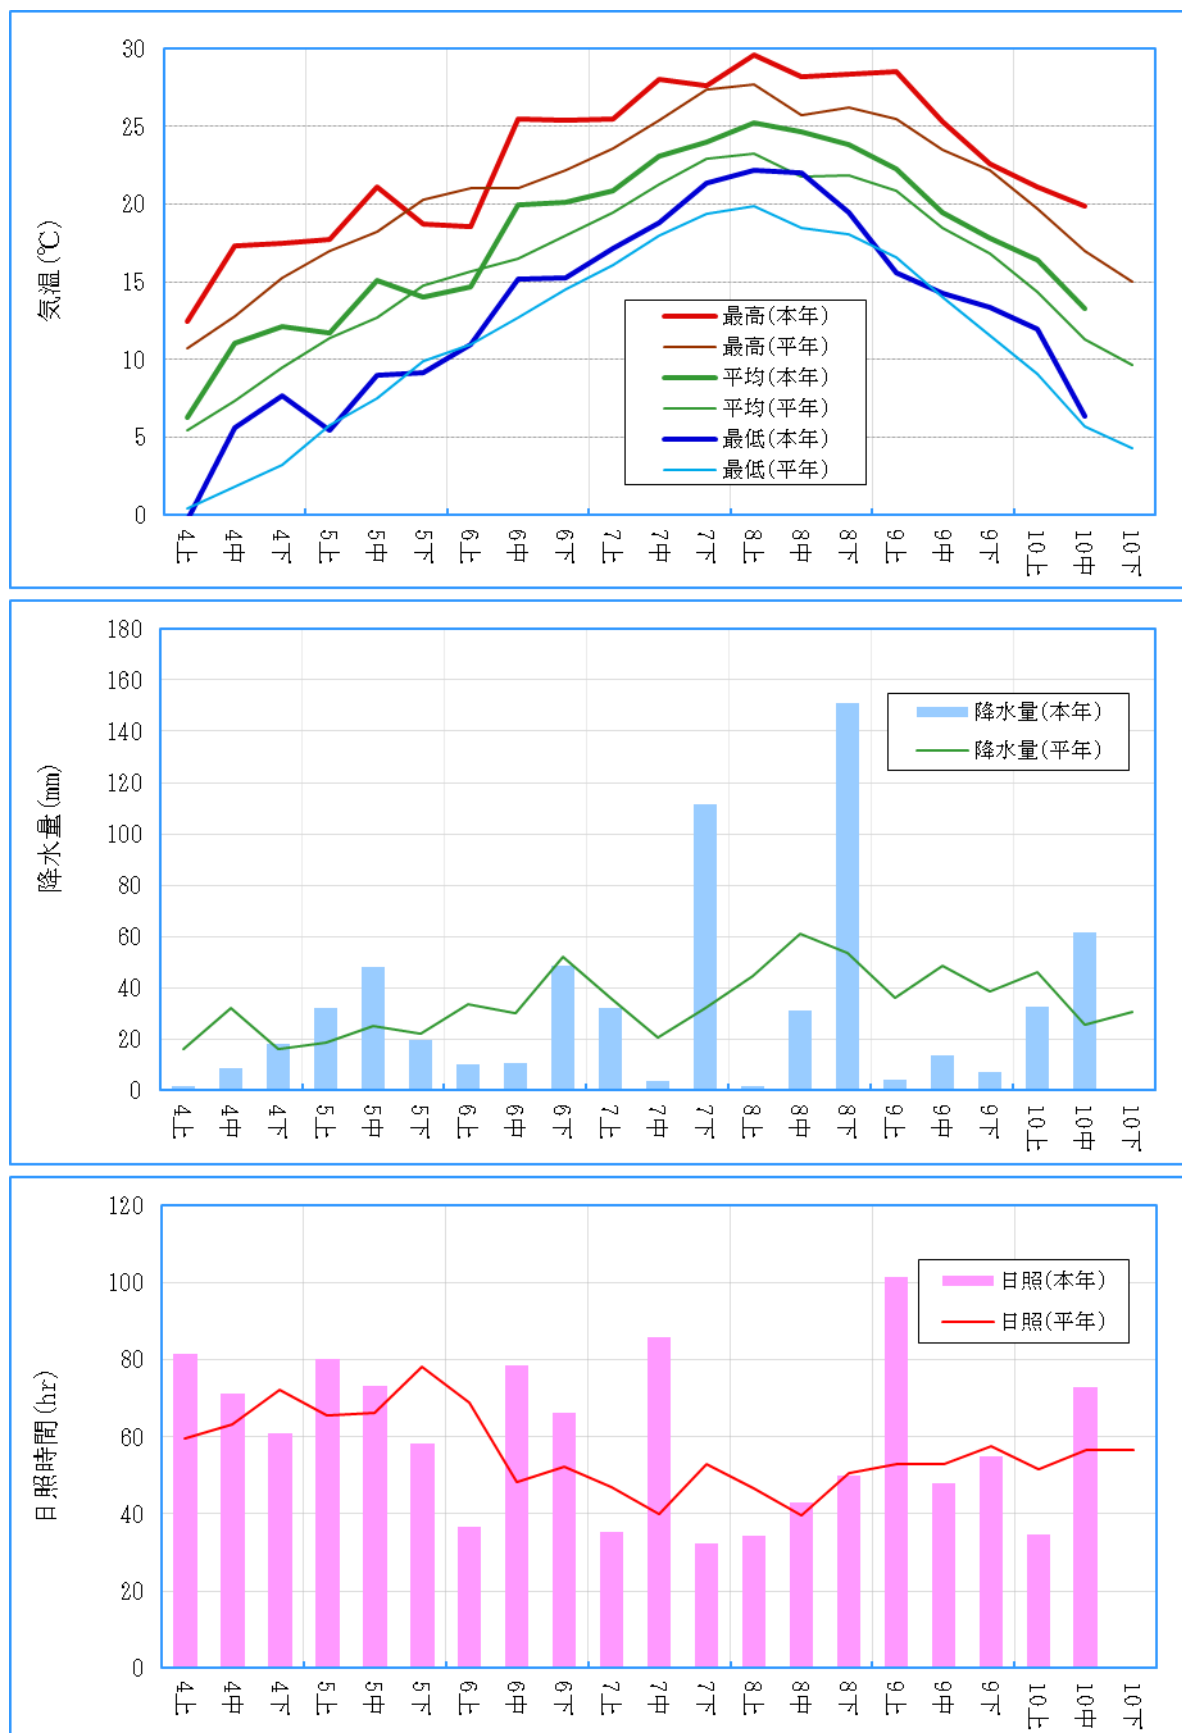 気温(℃)
30
25
20
15
10
5
0
最高(本年)
最高(平年)
平均(本年)
平均(平年)
最低(本年)
最低(平年)
4上 4中 4下 5上 5中 5下 6上 6中 6下 7上 7中 7下 8上 8中 8下 9上 9中 9下 10上 10中 10下
降水量(mm)
180
160
140
120
100
80
60
40
20
0
降水量(本年)
降水量(平年)
4上 4中 4下 5上 5中 5下 6上 6中 6下 7上 7中 7下 8上 8中 8下 9上 9中 9下 10上 10中 10下
日照時間(hr)
120
100
80
60
40
20
0
日照(本年)
日照(平年)
4上 4中 4下 5上 5中 5下 6上 6中 6下 7上 7中 7下 8上 8中 8下 9上 9中 9下 10上 10中 10下